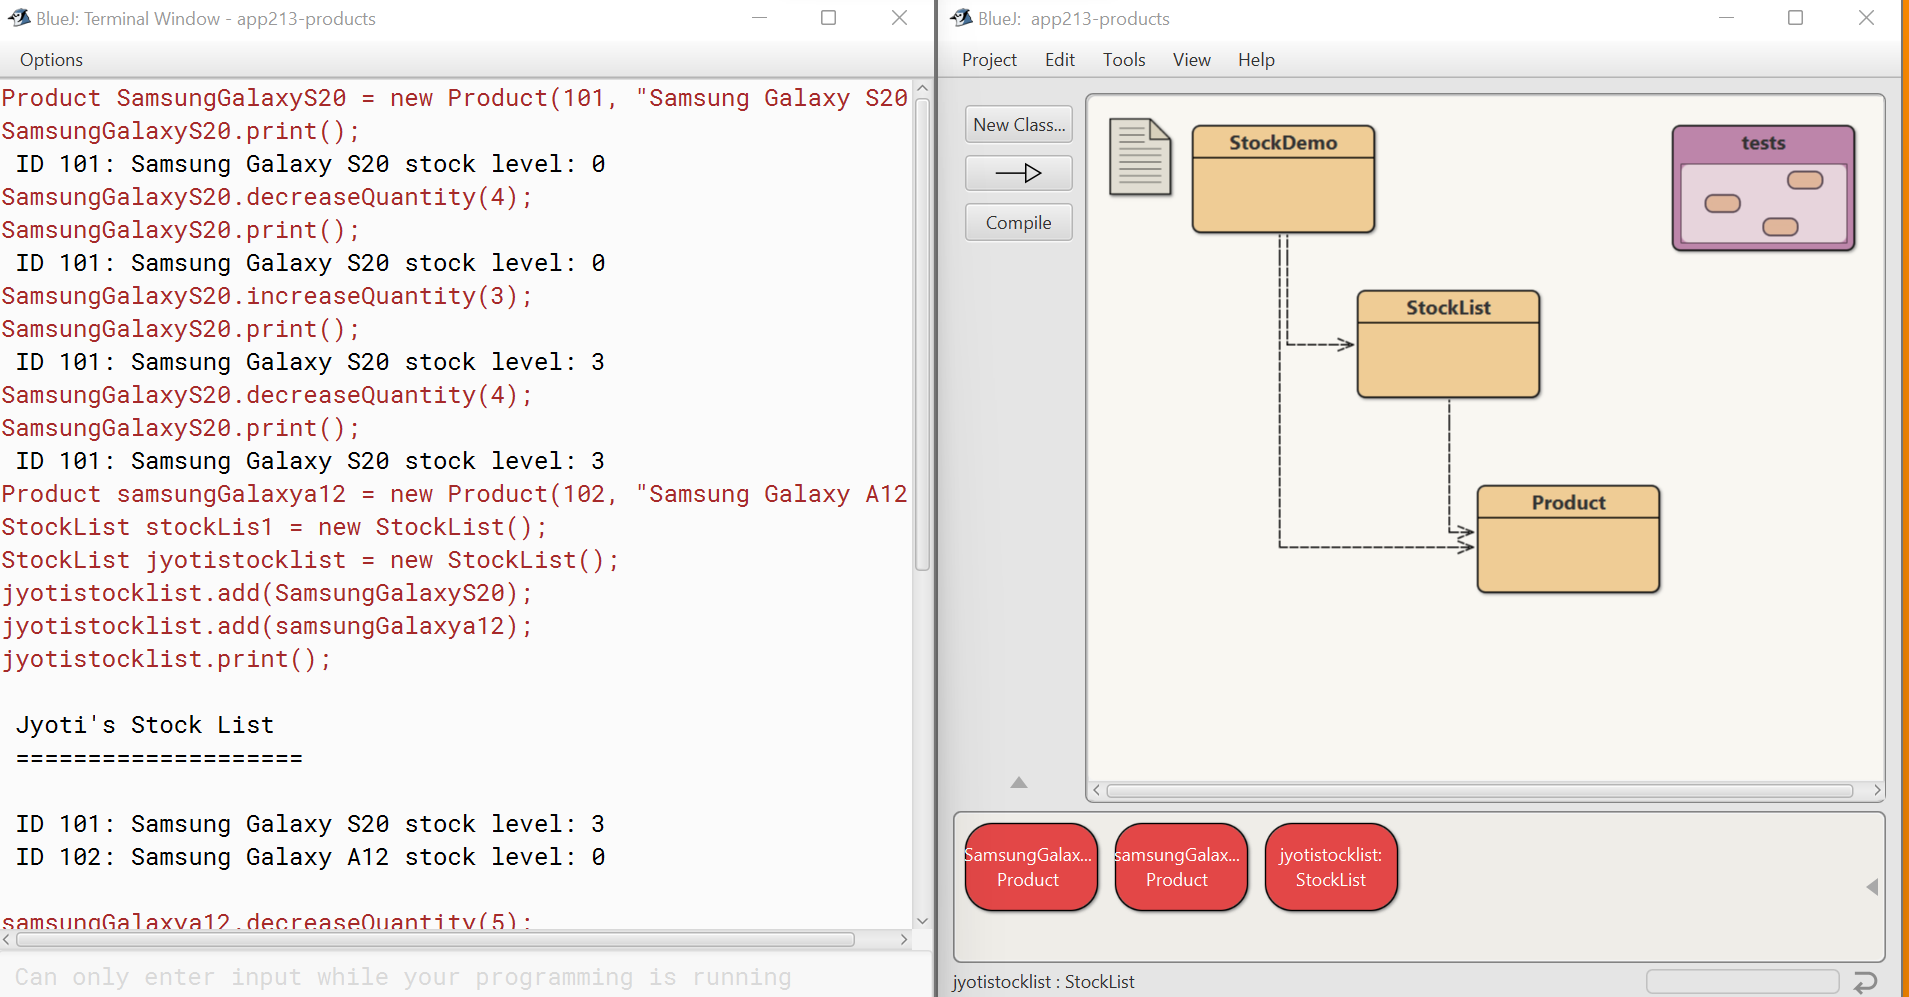 BlueJ: Terminal Window - app213-products
Options
Product SamsungGalaxyS20 = new Product(101, "Samsung Galaxy S20
SamsungGalaxyS20.print();
ID 101: Samsung Galaxy S20 stock level: 0
SamsungGalaxyS20.decreaseQuantity(4);
SamsungGalaxyS20.print();
ID 101: Samsung Galaxy S20 stock level: 0
SamsungGalaxyS20.increaseQuantity(3);
SamsungGalaxyS20.print();
ID 101: Samsung Galaxy S20 stock level: 3
SamsungGalaxyS20.decreaseQuantity(4);
SamsungGalaxyS20.print();
ID 101: Samsung Galaxy S20 stock level: 3
Product samsungGalaxya12 = new Product(102, "Samsung Galaxy A12
StockList stockLis1 = new StockList();
StockList jyotistocklist = new StockList();
jyotistocklist.add(SamsungGalaxyS20);
jyotistocklist.add(samsungGalaxya12);
jyotistocklist.print();
Jyoti's Stock List
====================
ID 101: Samsung Galaxy S20 stock level: 3
ID 102: Samsung Galaxy A12 stock level: 0
samsungGalaxya12.decreaseQuantity(5);
Can only enter input while your programming is running
BlueJ: app213-products
Project Edit Tools View Help
New Class...
Compile
StockDemo
tests
StockList
Product
SamsungGalax...
Product
samsungGalax...
Product
jyotistocklist:
StockList
jyotistocklist : StockList